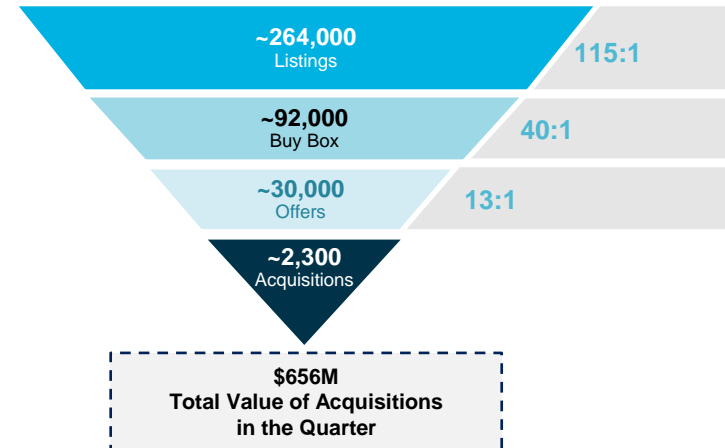 ~264,000
Listings
115:1
~92,000
Buy Box
40:1
~30,000
Offers
13:1
~2,300
Acquisitions
$656M
Total Value of Acquisitions
in the Quarter